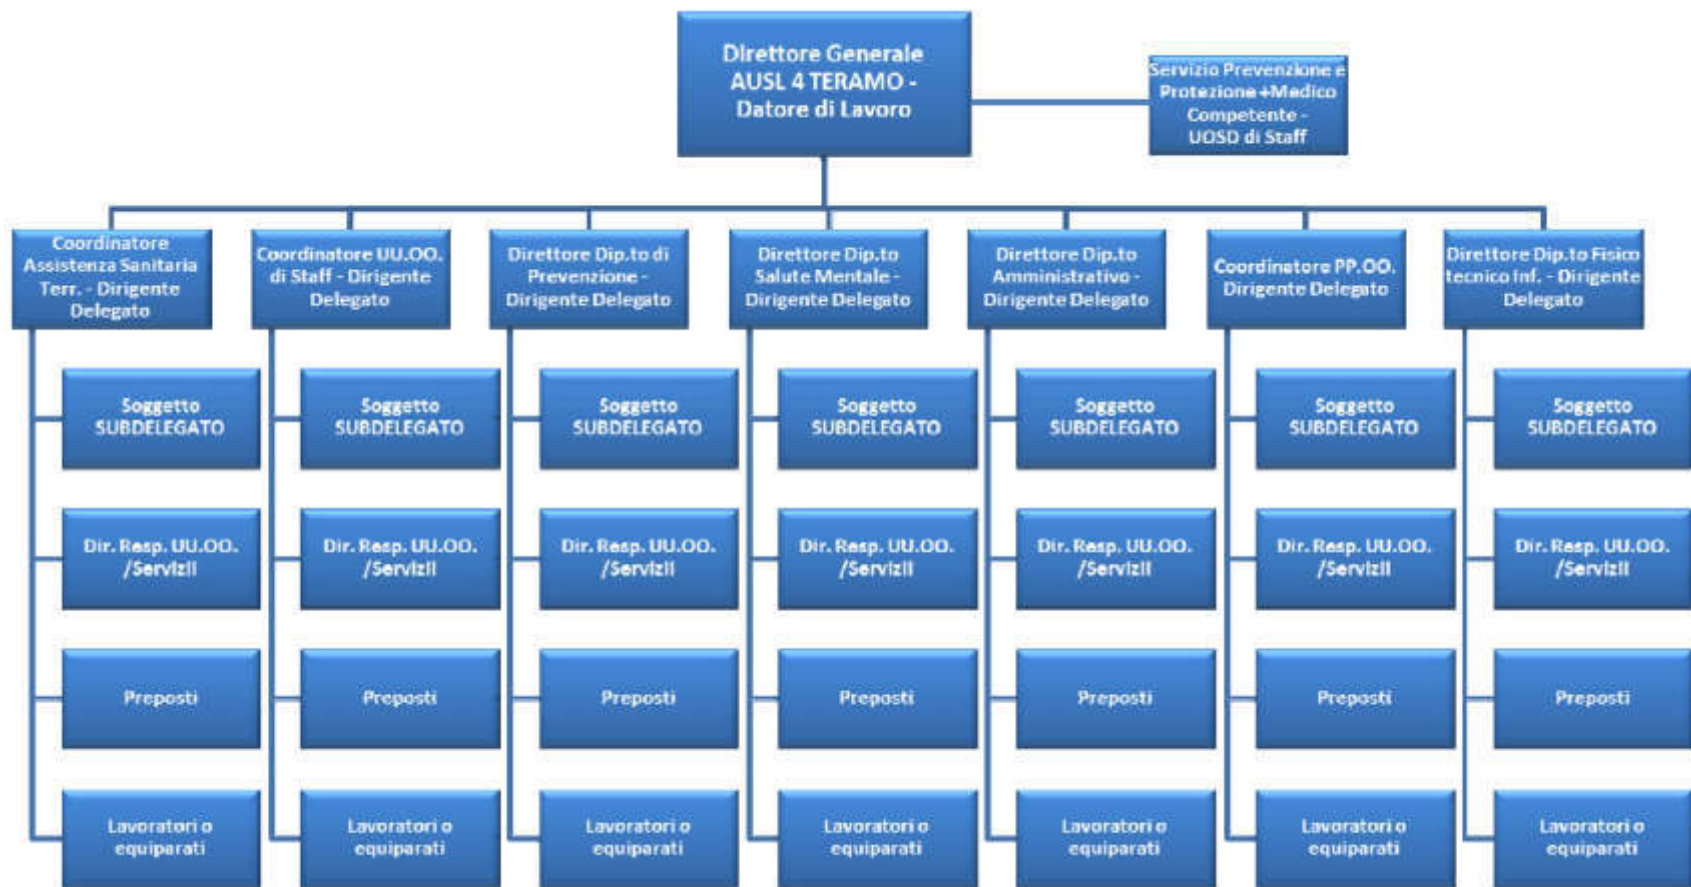 Direttore Generale
AUSL 4 TERAMO -
Datore di Lavoro
Servizio Prevenzione e
Protezione +Medico
Competente -
UOSD di Staff
Coordinatore
Assistenza Sanitaria
Terr. - Dirigente
Delegato
Coordinatore UU.OO.
di Staff - Dirigente
Delegato
Direttore Dip.to di
Prevenzione -
Dirigente Delegato
Direttore Dip.to
Salute Mentale -
Dirigente Delegato
Direttore Dip.to
Amministrativo -
Dirigente Delegato
Coordinatore PP.OO.
Dirigente Delegato
Direttore Dip.to Fisico
tecnico Inf. - Dirigente
Delegato
Soggetto
SUBDELEGATO
Soggetto
SUBDELEGATO
Soggetto
SUBDELEGATO
Soggetto
SUBDELEGATO
Soggetto
SUBDELEGATO
Soggetto
SUBDELEGATO
Soggetto
SUBDELEGATO
Dir. Resp. UU.OO.
/Servizii
Dir. Resp. UU.OO.
/Servizii
Dir. Resp. UU.OO.
/Servizii
Dir. Resp. UU.OO.
/Servizii
Dir. Resp. UU.OO.
/Servizii
Dir. Resp. UU.OO.
/Servizii
Dir. Resp. UU.OO.
/Servizii
Preposti
Preposti
Preposti
Preposti
Preposti
Preposti
Preposti
Lavoratori o
equiparati
Lavoratori o
equiparati
Lavoratori o
equiparati
Lavoratori o
equiparati
Lavoratori o
equiparati
Lavoratori o
equiparati
Lavoratori o
equiparati